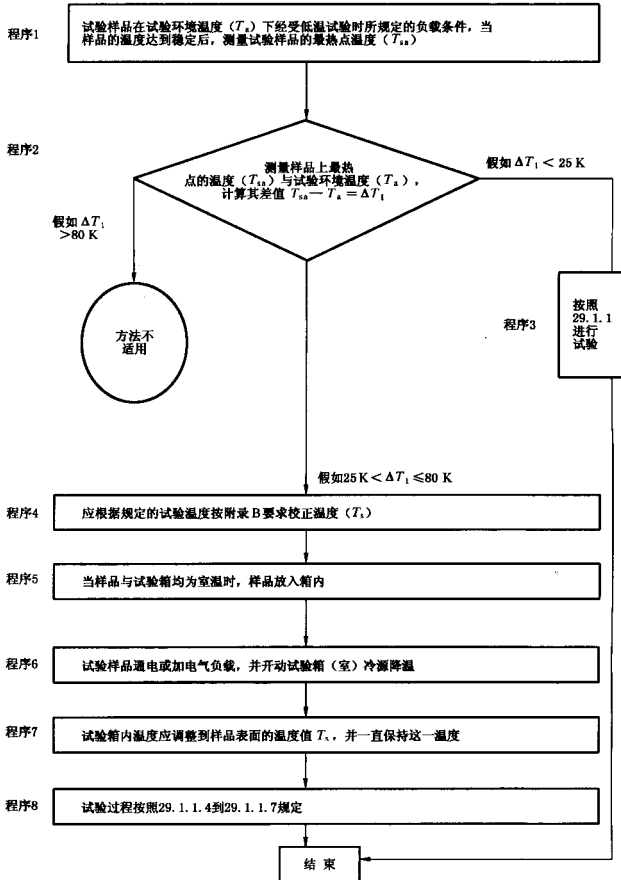 程序1
试验样品在试验环境温度（Ta）下经受低温试验时所规定的负载条件，当
样品的温度达到稳定后，测量试验样品的最热点温度（Tsa）
程序2
测量样品上最热
点的温度（Tsa）与试验环境温度（Ta），
计算其差值 Tsa－Ta＝ΔT1
假如 ΔT1＜25 K
假如 ΔT1
＞80 K
方法不
适用
程序3
按照
29.1.1
进行
试验
假如25 K＜ΔT1≤80 K
程序4
应根据规定的试验温度按附录B要求校正温度（Ts）
程序5
当样品与试验箱均为室温时，样品放入箱内
程序6
试验样品通电或加电气负载，并开动试验箱（室）冷源降温
程序7
试验箱内温度应调整到样品表面的温度值 Ts，并一直保持这一温度
程序8
试验过程按照29.1.1.4到29.1.1.7规定
结 束